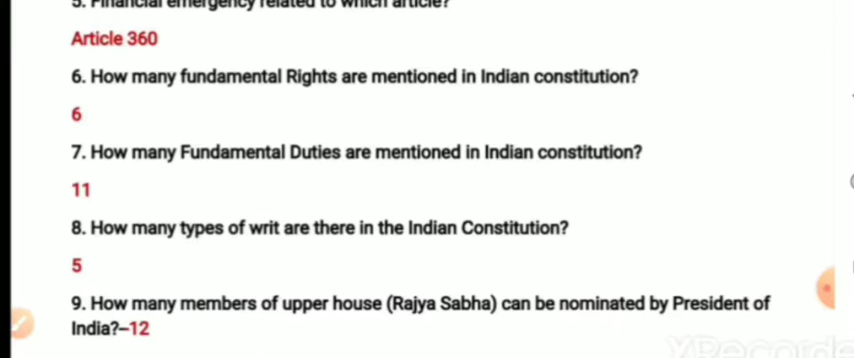 5. Financial emergency related to which article?
Article 360
6. How many fundamental Rights are mentioned in Indian constitution?
6
7. How many Fundamental Duties are mentioned in Indian constitution?
11
8. How many types of writ are there in the Indian Constitution?
5
9. How many members of upper house (Rajya Sabha) can be nominated by President of
India?–12